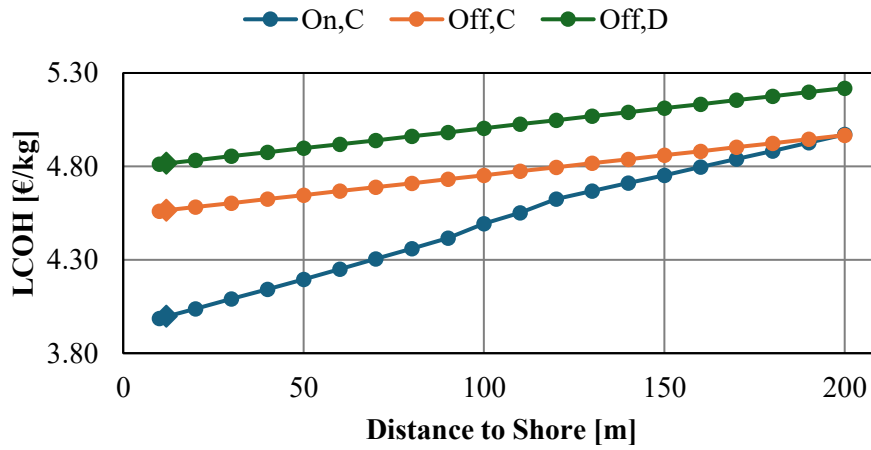 On,C Off,C Off,D
LCOH [€/kg]
5.30
4.80
4.30
3.80
0 50 100 150 200
Distance to Shore [m]